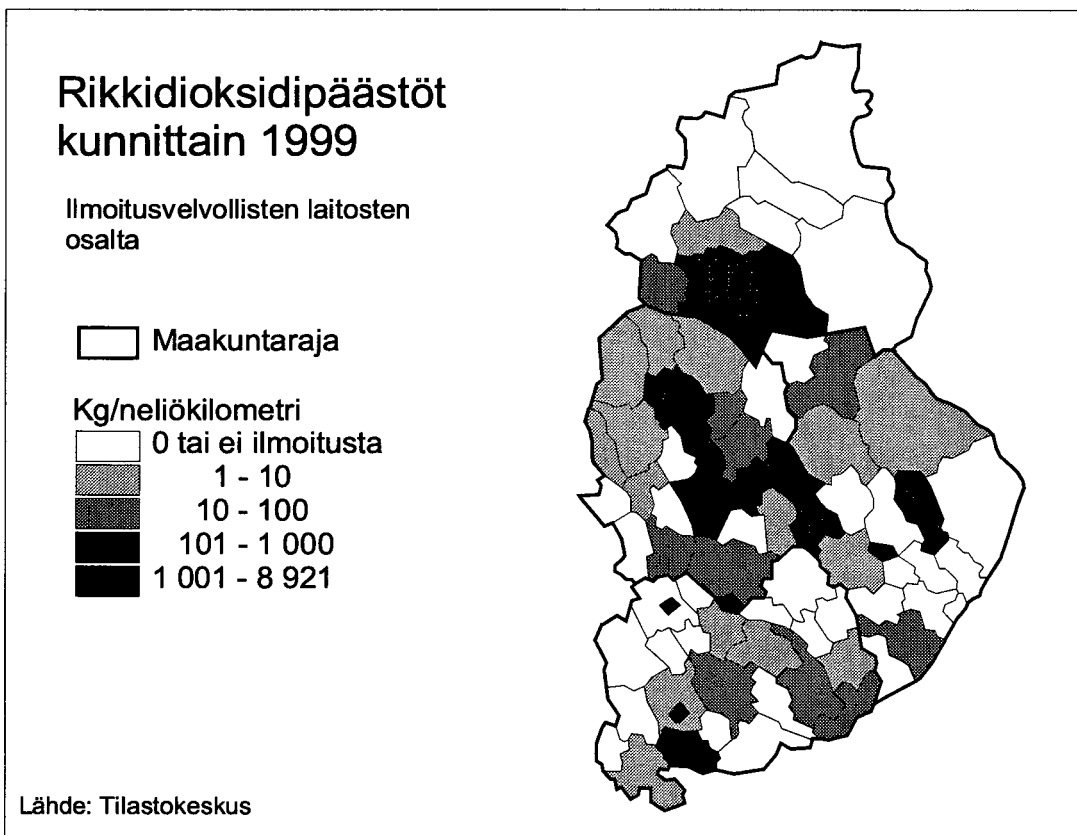 Rikkidioksidipäästöt
kunnittain 1999
Ilmoitusvelvollisten laitosten
osalta
Maakuntaraja
Kg/neliökilometri
0 tai ei ilmoitusta
1 - 10
10 - 100
101 - 1 000
1 001 - 8 921
Lähde: Tilastokeskus